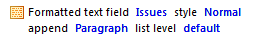 Formatted text field Issues style Normal
append Paragraph list level default